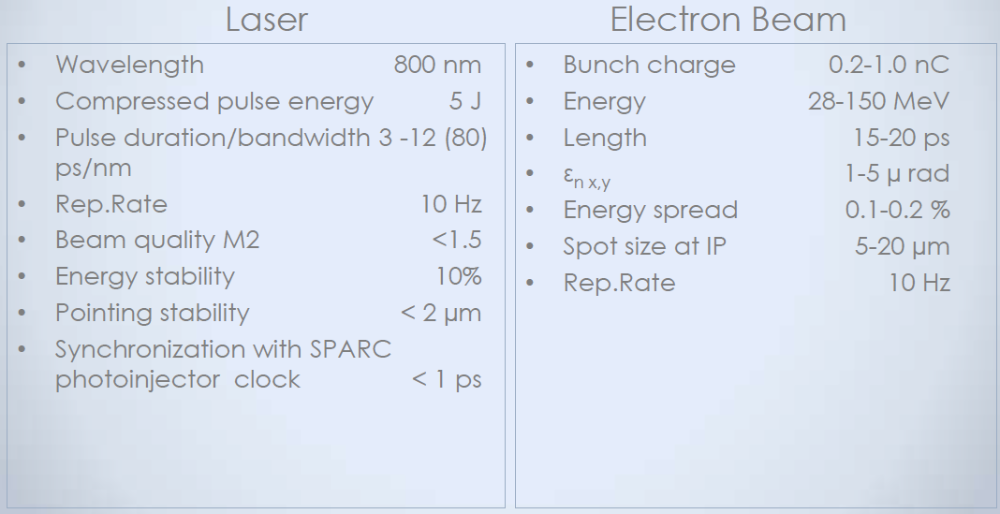 Laser
• Wavelength 800 nm
• Compressed pulse energy 5 J
• Pulse duration/bandwidth 3 -12 (80)
ps/nm
• Rep.Rate 10 Hz
• Beam quality M2 <1.5
• Energy stability 10%
• Pointing stability < 2 μm
• Synchronization with SPARC
photoinjector clock < 1 ps
Electron Beam
• Bunch charge 0.2-1.0 nC
• Energy 28-150 MeV
• Length 15-20 ps
• εn x,y 1-5 μ rad
• Energy spread 0.1-0.2 %
• Spot size at IP 5-20 μm
• Rep.Rate 10 Hz